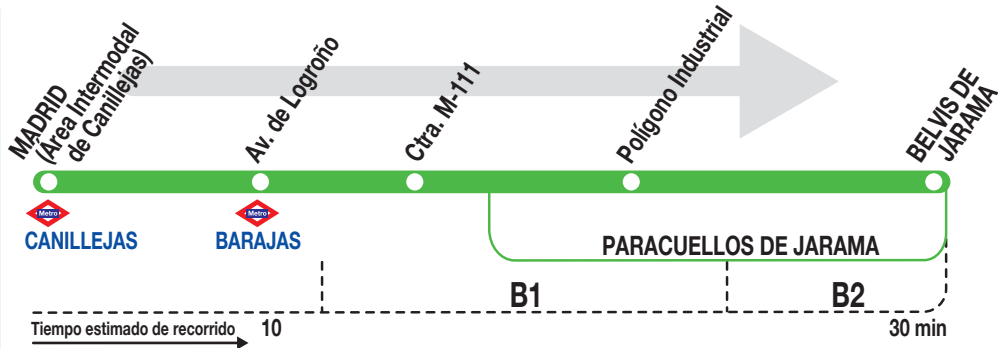 MADRID
(Área Intermodal
de Canillejas)
Av. de Logroño
Ctra. M-111
Polígono Industrial
BELVIS DE
JARAMA
Metro
CANILLEJAS
Metro
BARAJAS
PARACUELLOS DE JARAMA
B1
B2
Tiempo estimado de recorrido
10
30 min